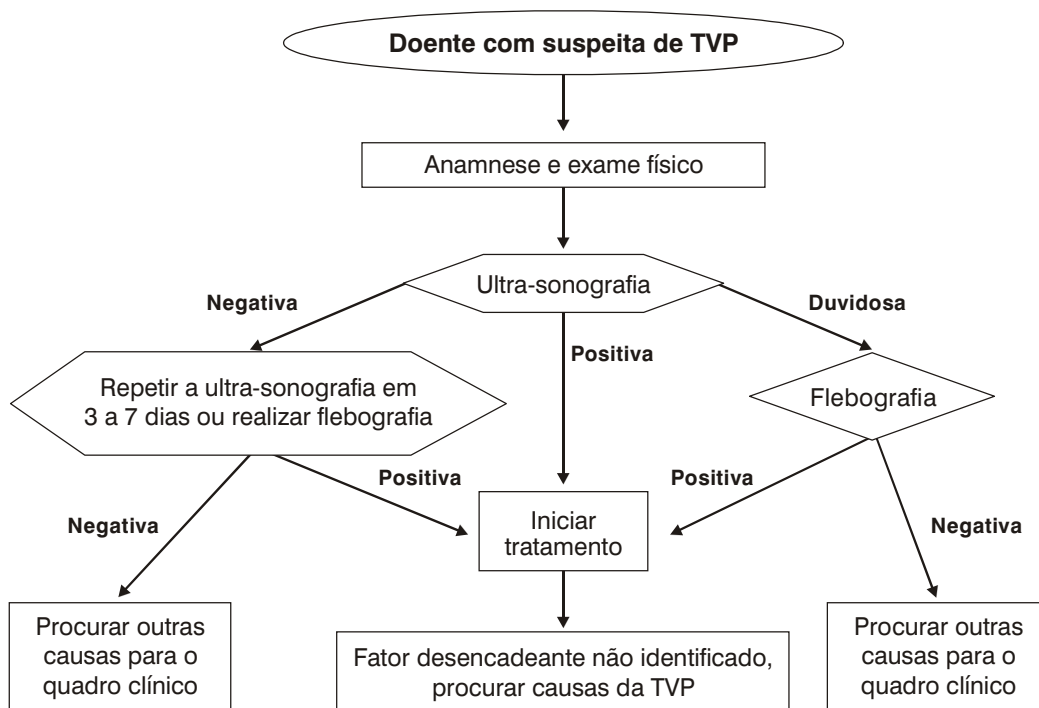 Doente com suspeita de TVP
Anamnese e exame físico
Ultra-sonografia
Negativa
Duvidosa
Positiva
Repetir a ultra-sonografia em
3 a 7 dias ou realizar flebografia
Flebografia
Positiva
Positiva
Negativa
Iniciar
tratamento
Negativa
Procurar outras
causas para o
quadro clínico
Fator desencadeante não identificado,
procurar causas da TVP
Procurar outras
causas para o
quadro clínico